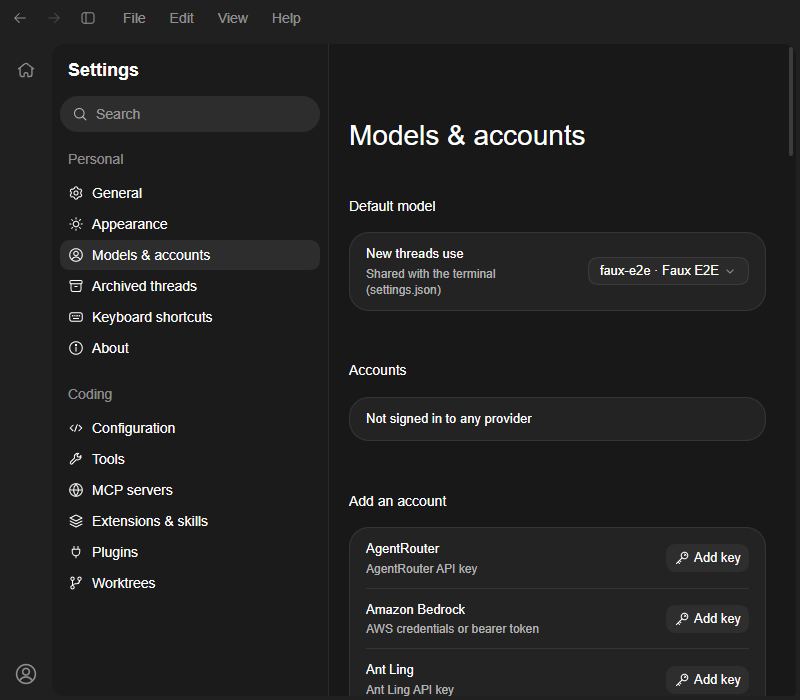 File Edit View Help
Settings
Search
Personal
General
Appearance
Models & accounts
Archived threads
Keyboard shortcuts
About
Coding
Configuration
Tools
MCP servers
Extensions & skills
Plugins
Worktrees
Models & accounts
Default model
New threads use
Shared with the terminal
(settings.json)
faux-e2e · Faux E2E
Accounts
Not signed in to any provider
Add an account
AgentRouter
AgentRouter API key
Add key
Amazon Bedrock
AWS credentials or bearer token
Add key
Ant Ling
Ant Ling API key
Add key